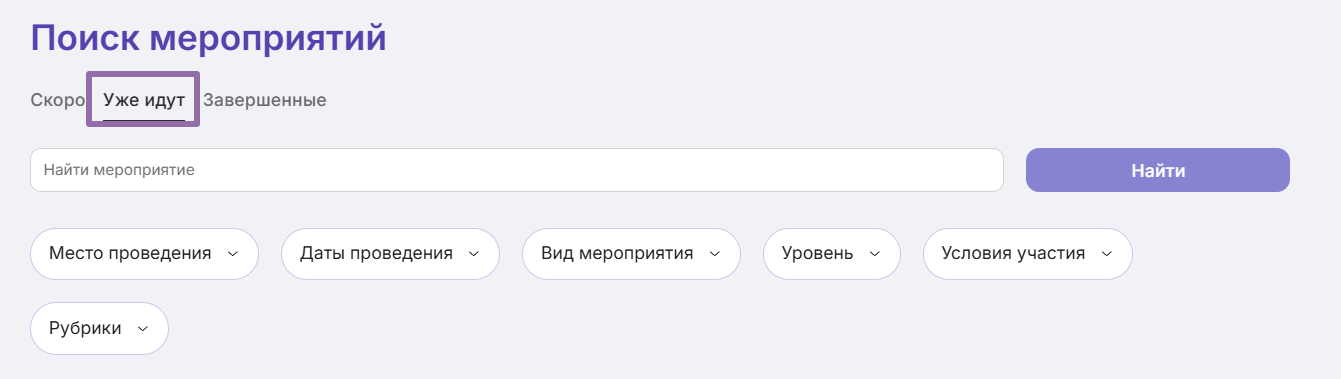 Поиск мероприятий
Скоро Уже идут Завершенные
Найти мероприятие Найти
Место проведения Даты проведения Вид мероприятия Уровень Условия участия
Рубрики